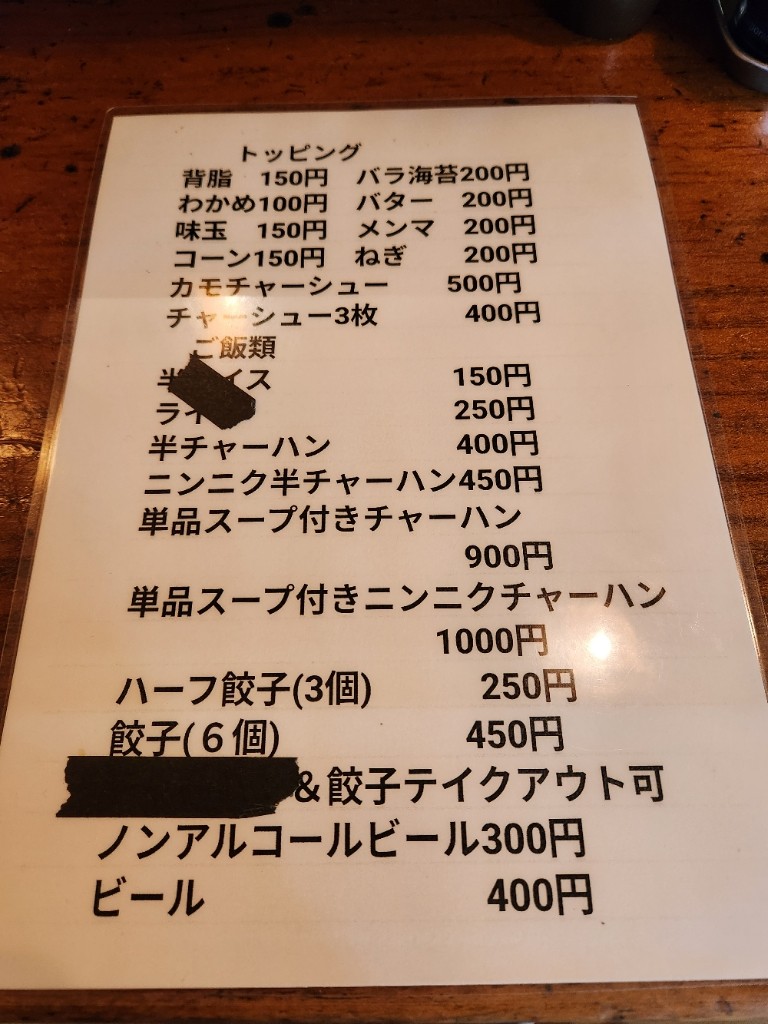 トッピング
背脂 150円 バラ海苔200円
わかめ100円 バター 200円
味玉 150円 メンマ 200円
コーン150円 ねぎ 200円
カモチャーシュー 500円
チャーシュー3枚 400円
ご飯類
半 イス 150円
ライ 250円
半チャーハン 400円
ニンニク半チャーハン450円
単品スープ付きチャーハン
900円
単品スープ付きニンニクチャーハン
1000円
ハーフ餃子(3個) 250円
餃子(６個) 450円
&餃子テイクアウト可
ノンアルコールビール300円
ビール 400円